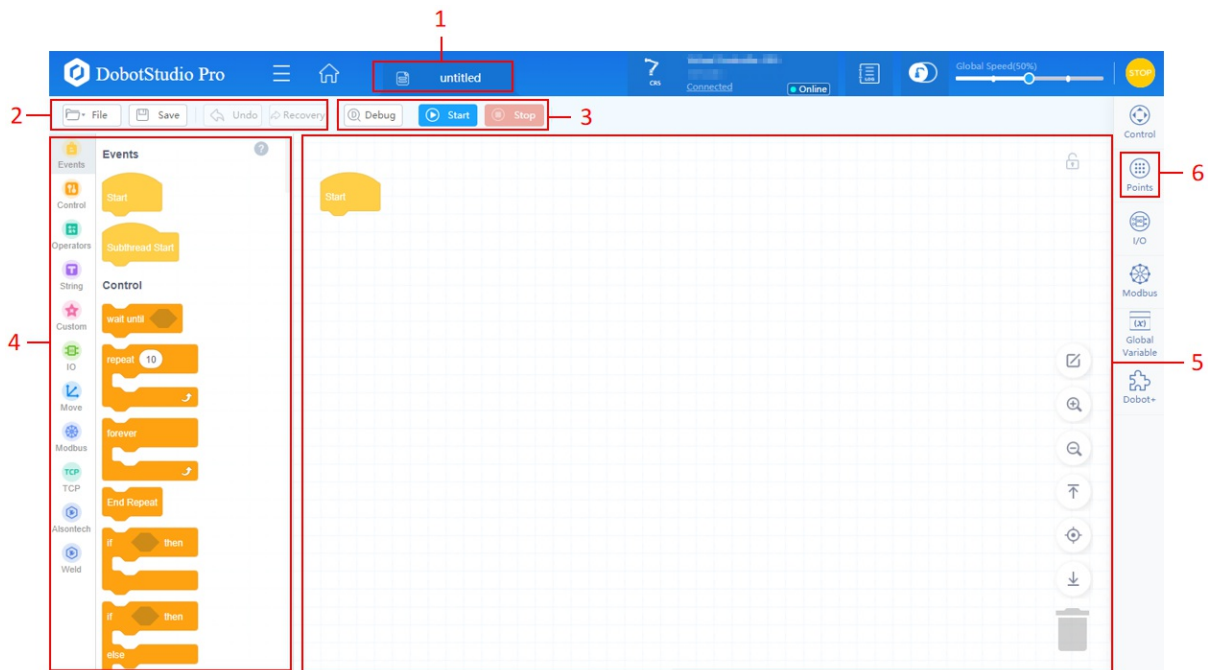 1
DobotStudio Pro
untitled
CR5
Connected
Online
Global Speed(50%)
STOP
2
File
Save
Undo
Recovery
Debug
Start
Stop
3
Control
Events
Events
Start
Start
6
Points
Control
Operators
Subthread Start
I/O
String
Control
Modbus
Custom
wait until
(X)
Global
Variable
4
IO
repeat 10
5
Move
Dobot+
Modbus
forever
TCP
TCP
End Repeat
Alsontech
if then
Weld
if then
else